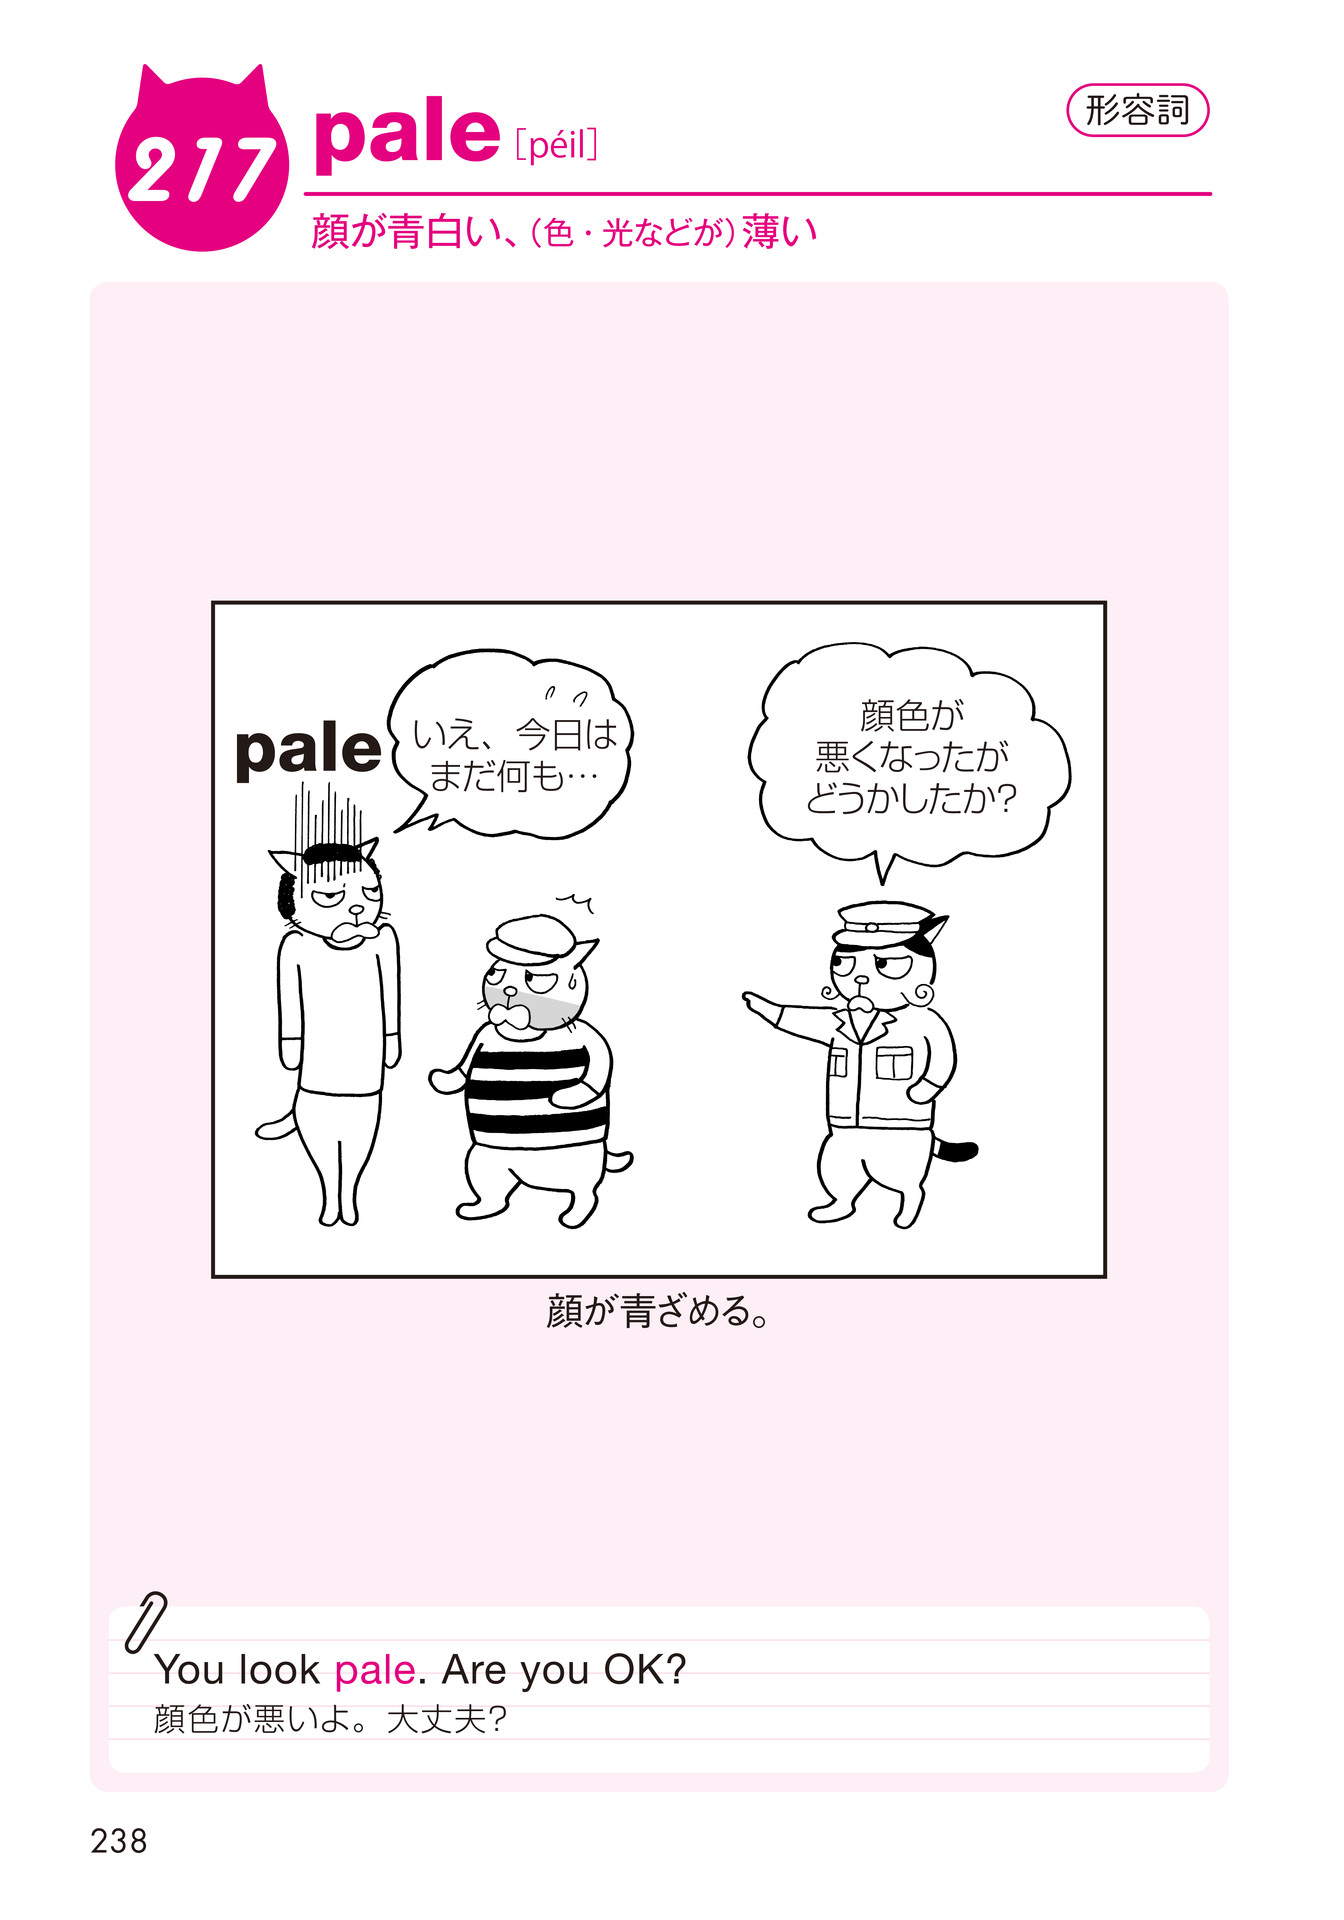 217
pale [péil]
形容詞
顔が青白い、（色・光などが）薄い
顔色が
悪くなったが
どうかしたか？
いえ、今日は
まだ何も…
pale
顔が青ざめる。
You look pale. Are you OK?
顔色が悪いよ。大丈夫？
238